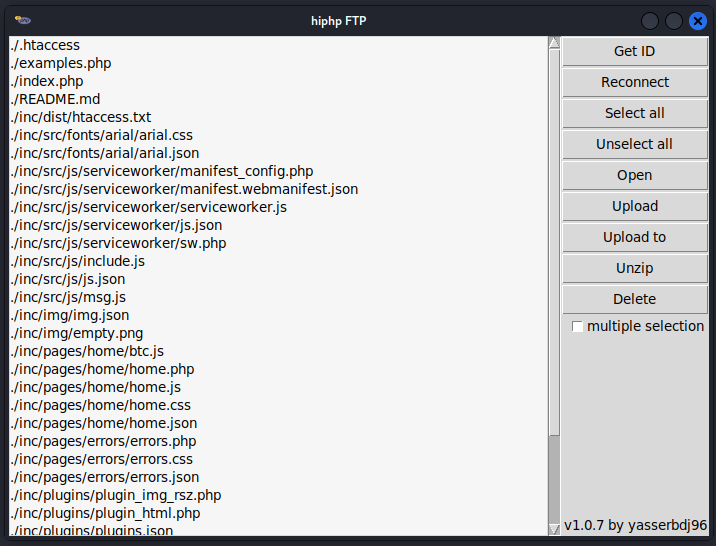 hiphp FTP
./.htaccess
./examples.php
./index.php
./README.md
./inc/dist/htaccess.txt
./inc/src/fonts/arial/arial.css
./inc/src/fonts/arial/arial.json
./inc/src/js/serviceworker/manifest_config.php
./inc/src/js/serviceworker/manifest.webmanifest.json
./inc/src/js/serviceworker/serviceworker.js
./inc/src/js/serviceworker/js.json
./inc/src/js/serviceworker/sw.php
./inc/src/js/include.js
./inc/src/js/js.json
./inc/src/js/msg.js
./inc/img/img.json
./inc/img/empty.png
./inc/pages/home/btc.js
./inc/pages/home/home.php
./inc/pages/home/home.js
./inc/pages/home/home.css
./inc/pages/home/home.json
./inc/pages/errors/errors.php
./inc/pages/errors/errors.css
./inc/pages/errors/errors.json
./inc/plugins/plugin_img_rsz.php
./inc/plugins/plugin_html.php
./inc/plugins/plugins.json
Get ID
Reconnect
Select all
Unselect all
Open
Upload
Upload to
Unzip
Delete
multiple selection
v1.0.7 by yasserbdj96